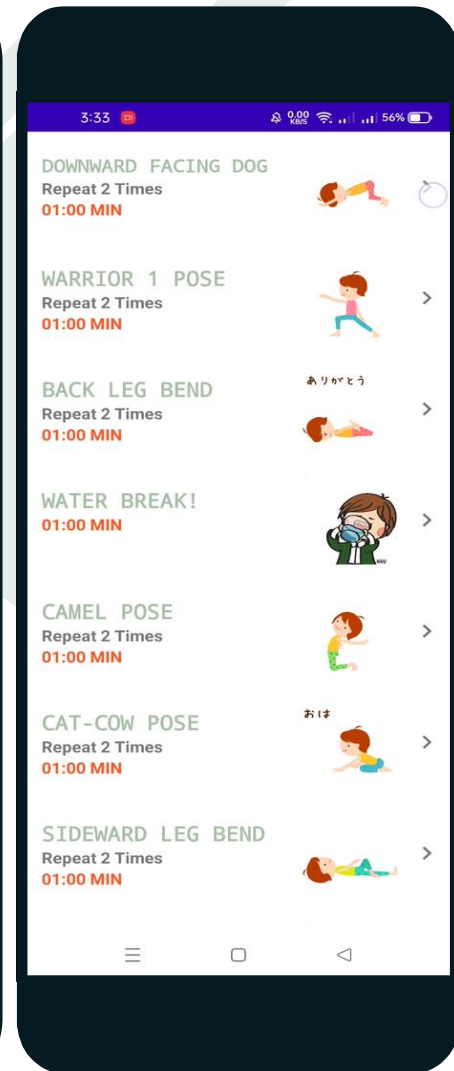 3:33
0.00 KB/S 56%
DOWNWARD FACING DOG
Repeat 2 Times
01:00 MIN
WARRIOR 1 POSE
Repeat 2 Times
01:00 MIN
ありがとう
BACK LEG BEND
Repeat 2 Times
01:00 MIN
WATER BREAK!
01:00 MIN
CAMEL POSE
Repeat 2 Times
01:00 MIN
おは
CAT-COW POSE
Repeat 2 Times
01:00 MIN
SIDEWARD LEG BEND
Repeat 2 Times
01:00 MIN